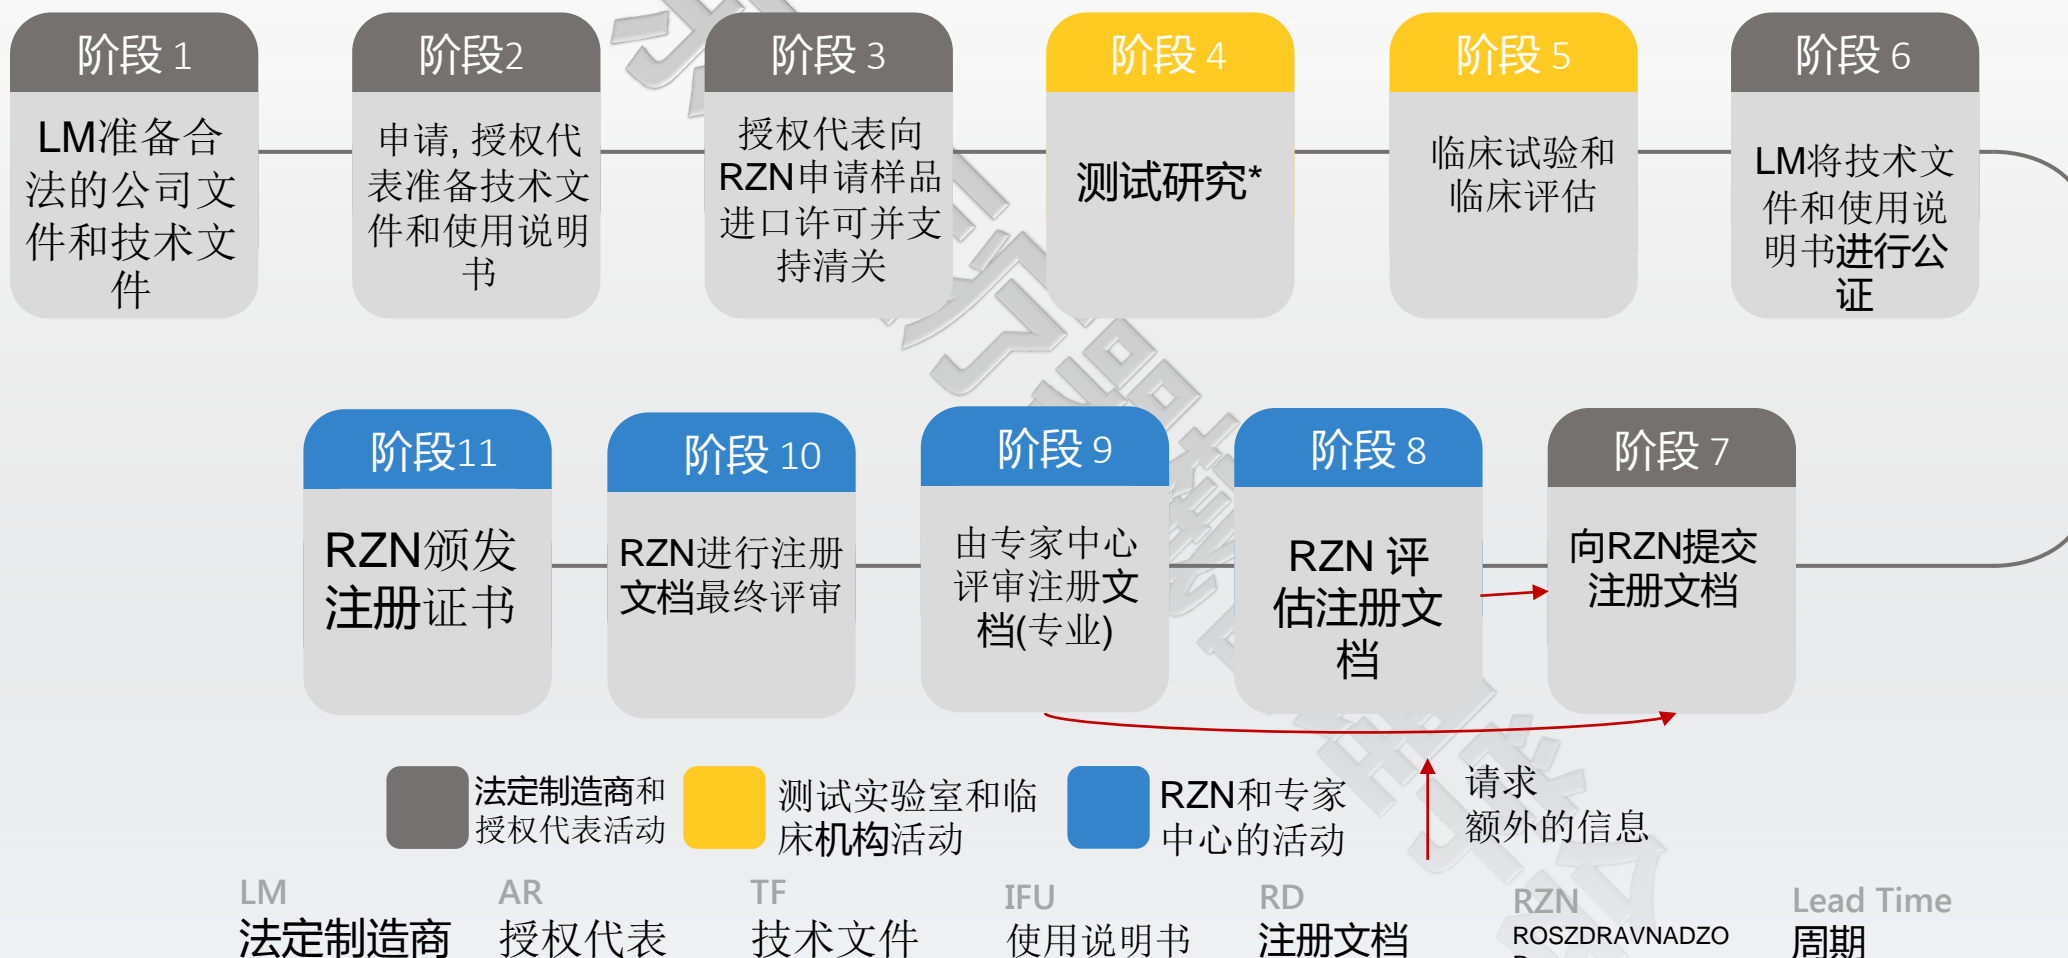 阶段 1
LM准备合
法的公司文
件和技术文
件
阶段2
申请, 授权代
表准备技术文
件和使用说明
书
阶段 3
授权代表向
RZN申请样品
进口许可并支
持清关
阶段 4
测试研究*
阶段 5
临床试验和
临床评估
阶段 6
LM将技术文
件和使用说
明书进行公
证
阶段11
RZN颁发
注册证书
阶段 10
RZN进行注册
文档最终评审
阶段 9
由专家中心
评审注册文
档(专业)
阶段 8
RZN 评
估注册文
档
阶段 7
向RZN提交
注册文档
法定制造商和
授权代表活动
测试实验室和临
床机构活动
RZN和专家
中心的活动
请求
额外的信息
LM
法定制造商
AR
授权代表
TF
技术文件
IFU
使用说明书
RD
注册文档
RZN
ROSZDRAVNADZO
Lead Time
周期